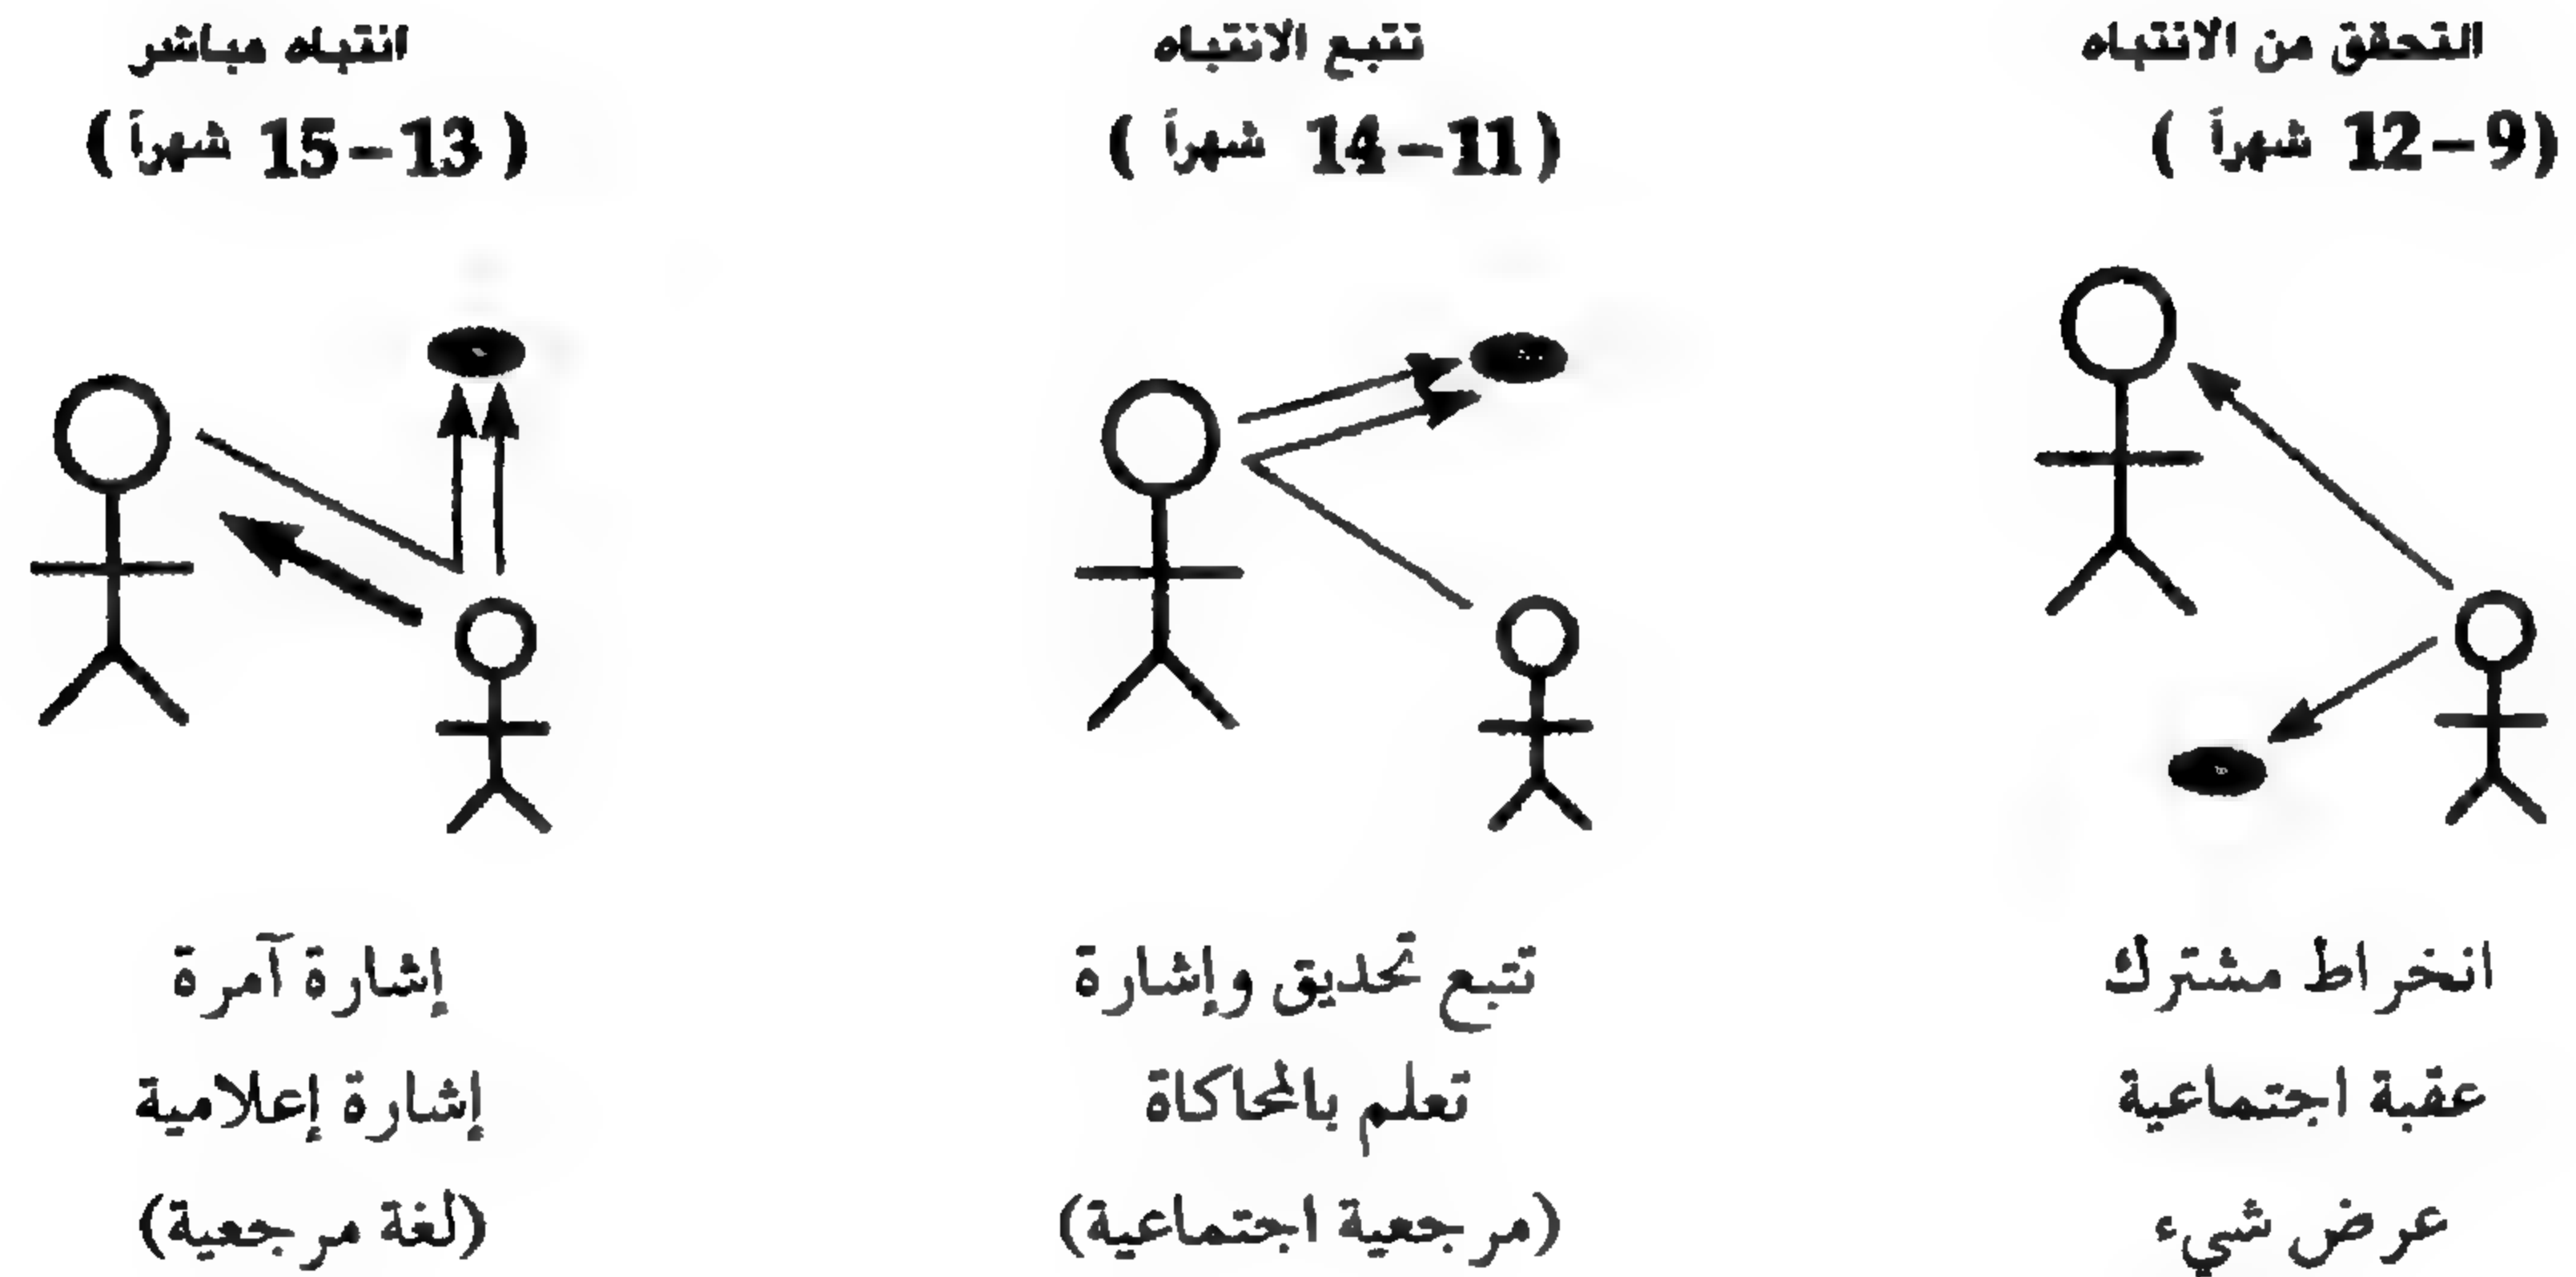 التحقق من الانتباه
(9–12 شهراً )
انخراط مشترك
عقبة اجتماعية
عرض شيء
تتبع الانتباه
(11–14 شهراً )
تتبع تحديق وإشارة
تعلم بالمحاكاة
(مرجعية اجتماعية)
انتباه مباشر
( 13–15 شهراً )
إشارة آمرة
إشارة إعلامية
(لغة مرجعية)